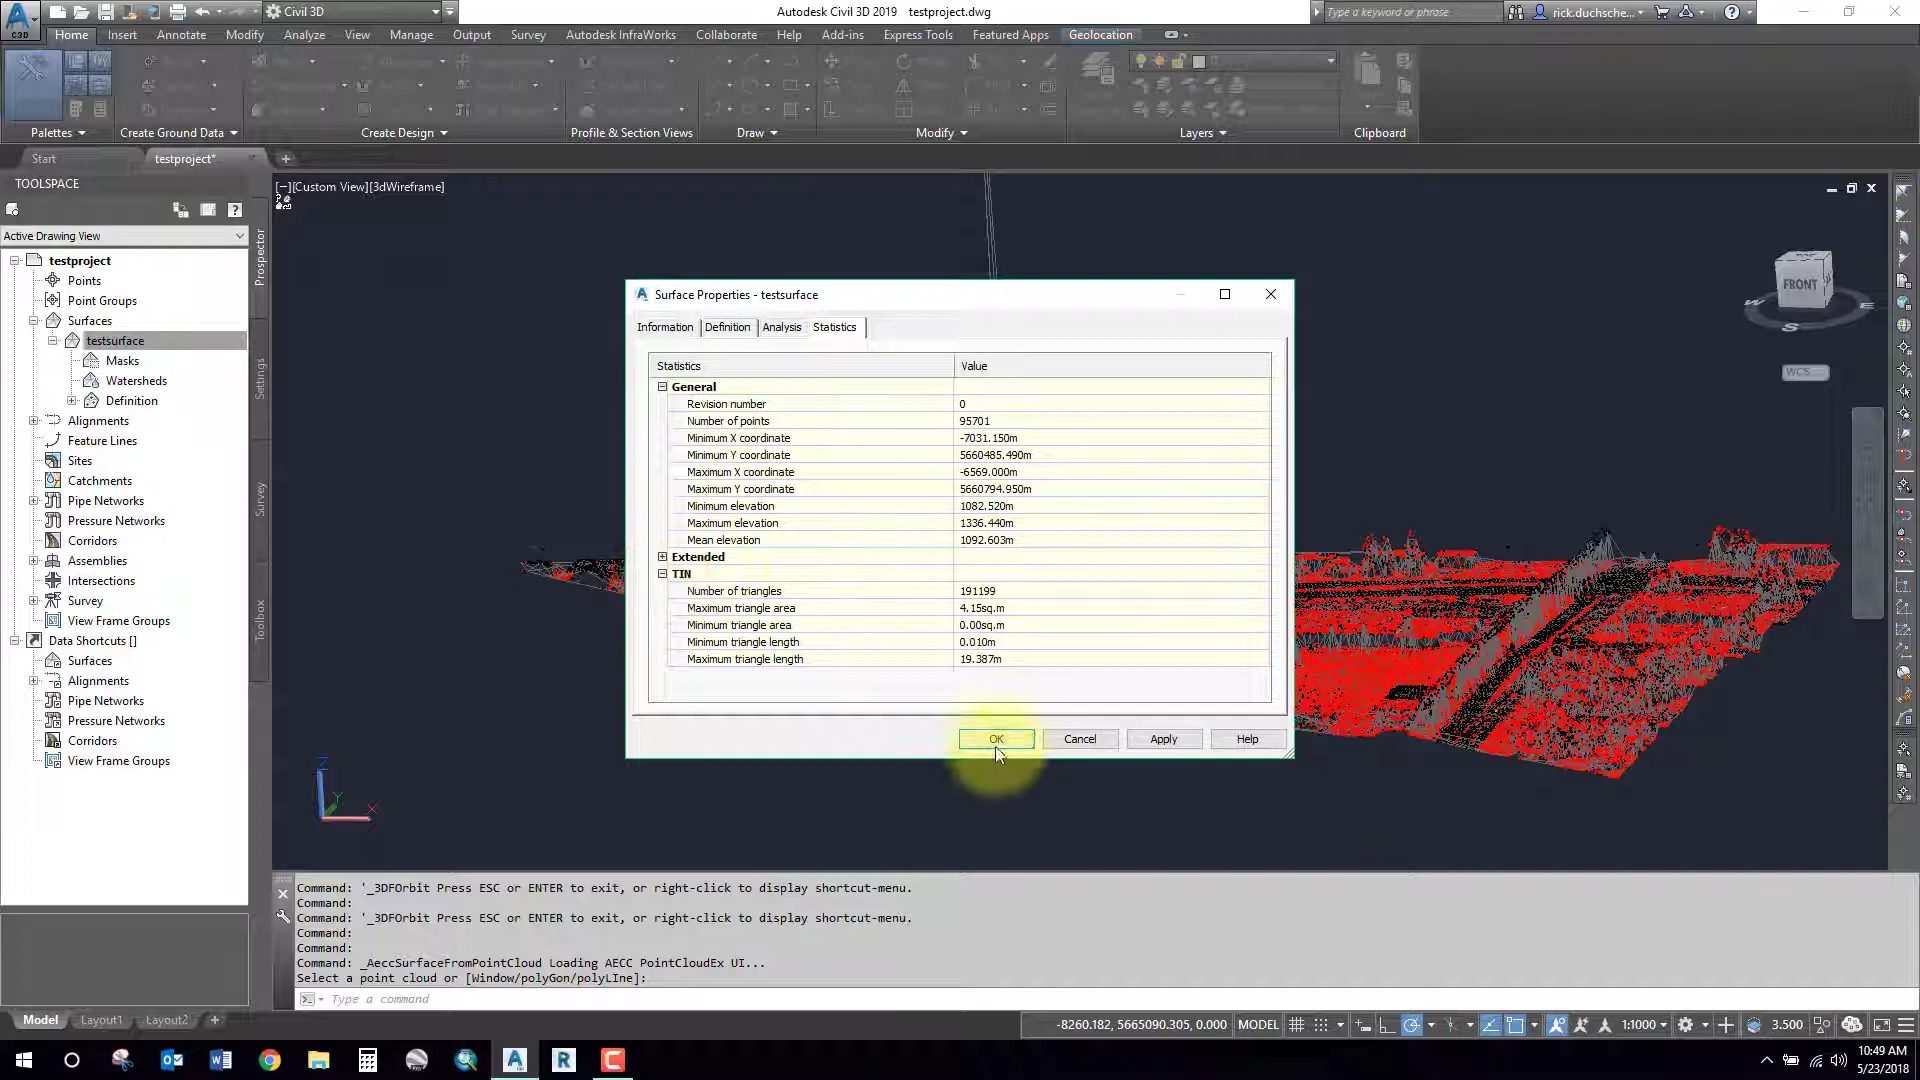 Civil 3D
Autodesk Civil 3D 2019 testproject.dwg
Type a keyword or phrase
rick.duchsche...
C3D
Home Insert Annotate Modify Analyze View Manage Output Survey Autodesk InfraWorks Collaborate Help Add-ins Express Tools Featured Apps Geolocation
Palettes Create Ground Data Create Design Profile & Section Views Draw Modify Layers Clipboard
Start testproject*
TOOLSPACE
Active Drawing View
testproject
Points
Point Groups
Surfaces
testsurface
Masks
Watersheds
Definition
Alignments
Feature Lines
Sites
Catchments
Pipe Networks
Pressure Networks
Corridors
Assemblies
Intersections
Survey
View Frame Groups
Data Shortcuts []
Surfaces
Alignments
Pipe Networks
Pressure Networks
Corridors
View Frame Groups
Prospector
Settings
Survey
Toolbox
[−][Custom View][3dWireframe]
FRONT
W S E
WCS
Surface Properties - testsurface
Information Definition Analysis Statistics
Statistics Value
General
Revision number 0
Number of points 95701
Minimum X coordinate -7031.150m
Minimum Y coordinate 5660485.490m
Maximum X coordinate -6569.000m
Maximum Y coordinate 5660794.950m
Minimum elevation 1082.520m
Maximum elevation 1336.440m
Mean elevation 1092.603m
Extended
TIN
Number of triangles 191199
Maximum triangle area 4.15sq.m
Minimum triangle area 0.00sq.m
Minimum triangle length 0.010m
Maximum triangle length 19.387m
OK Cancel Apply Help
Z
Y
X
Command: '_3DFOrbit Press ESC or ENTER to exit, or right-click to display shortcut-menu.
Command:
Command: '_3DFOrbit Press ESC or ENTER to exit, or right-click to display shortcut-menu.
Command:
Command:
Command: _AeccSurfaceFromPointCloud Loading AECC PointCloudEx UI...
Select a point cloud or [Window/polyGon/polyLIne]:
Type a command
Model Layout1 Layout2
-8260.182, 5665090.305, 0.000 MODEL 1:1000 3.500
10:49 AM
5/23/2018